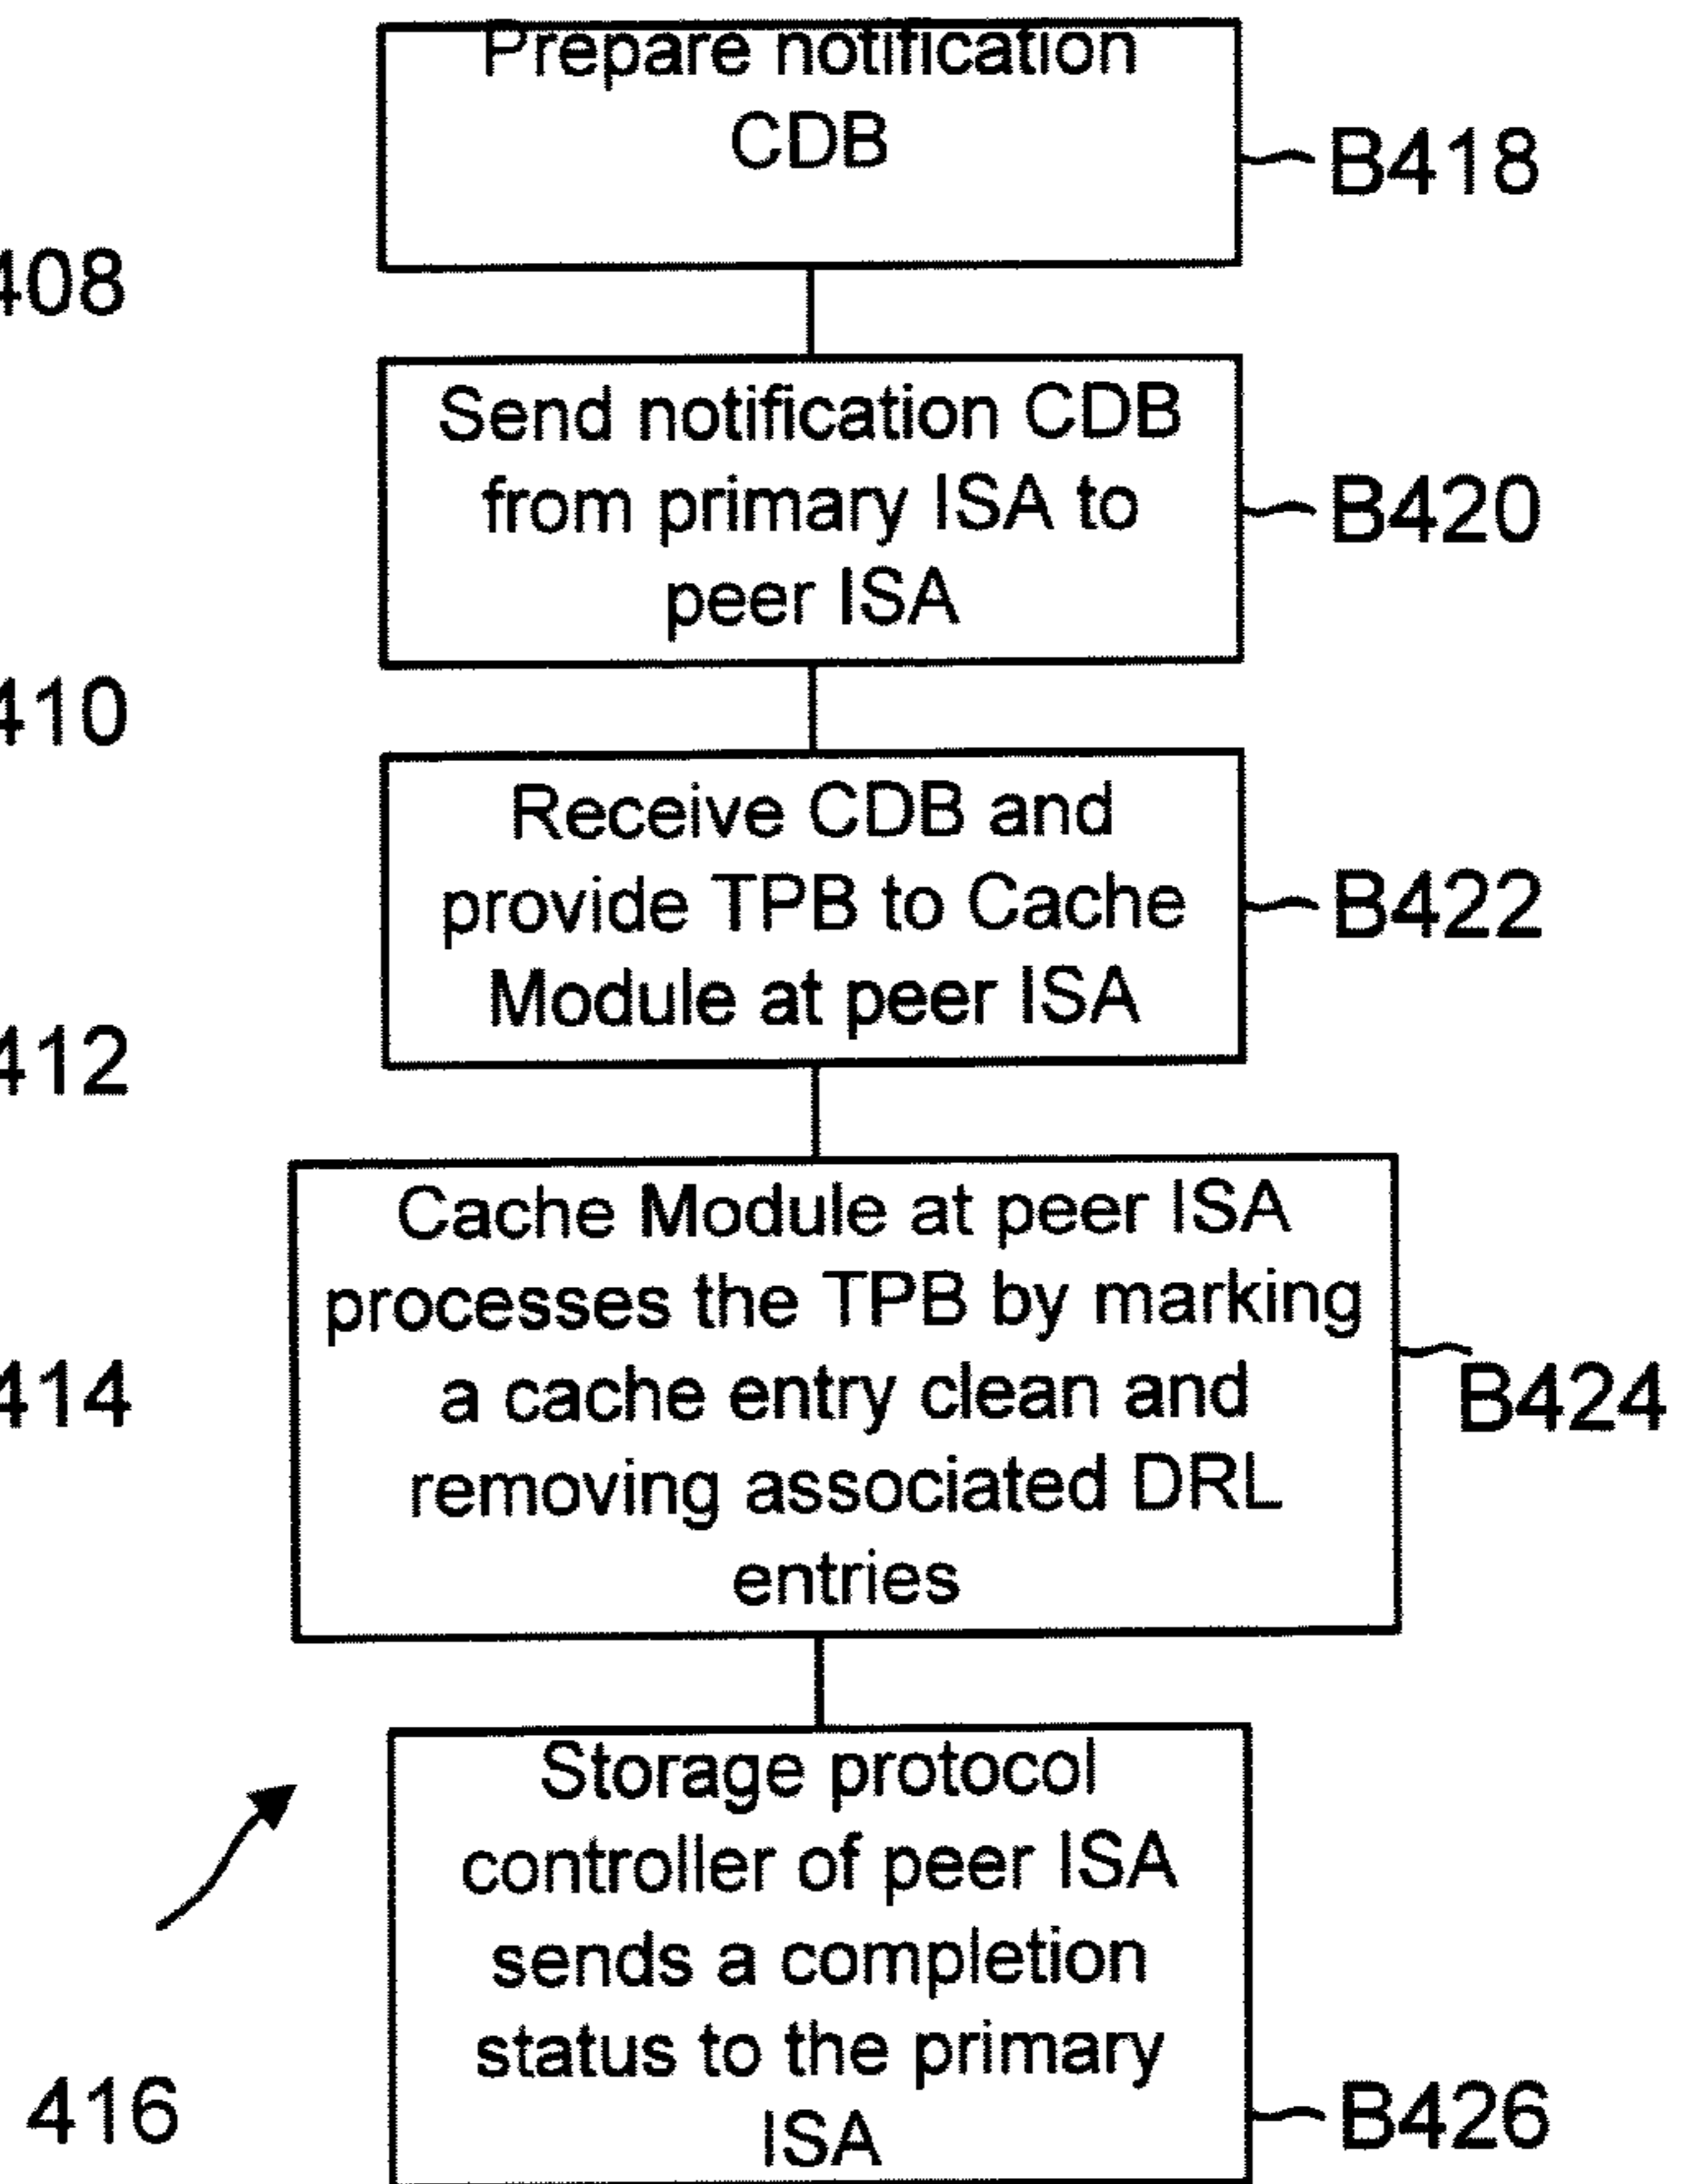 Prepare notification
CDB
B418
408
Send notification CDB
from primary ISA to
peer ISA
B420
410
Receive CDB and
provide TPB to Cache
Module at peer ISA
B422
412
Cache Module at peer ISA
processes the TPB by marking
a cache entry clean and
removing associated DRL
entries
B424
414
Storage protocol
controller of peer ISA
sends a completion
status to the primary
ISA
B426
416